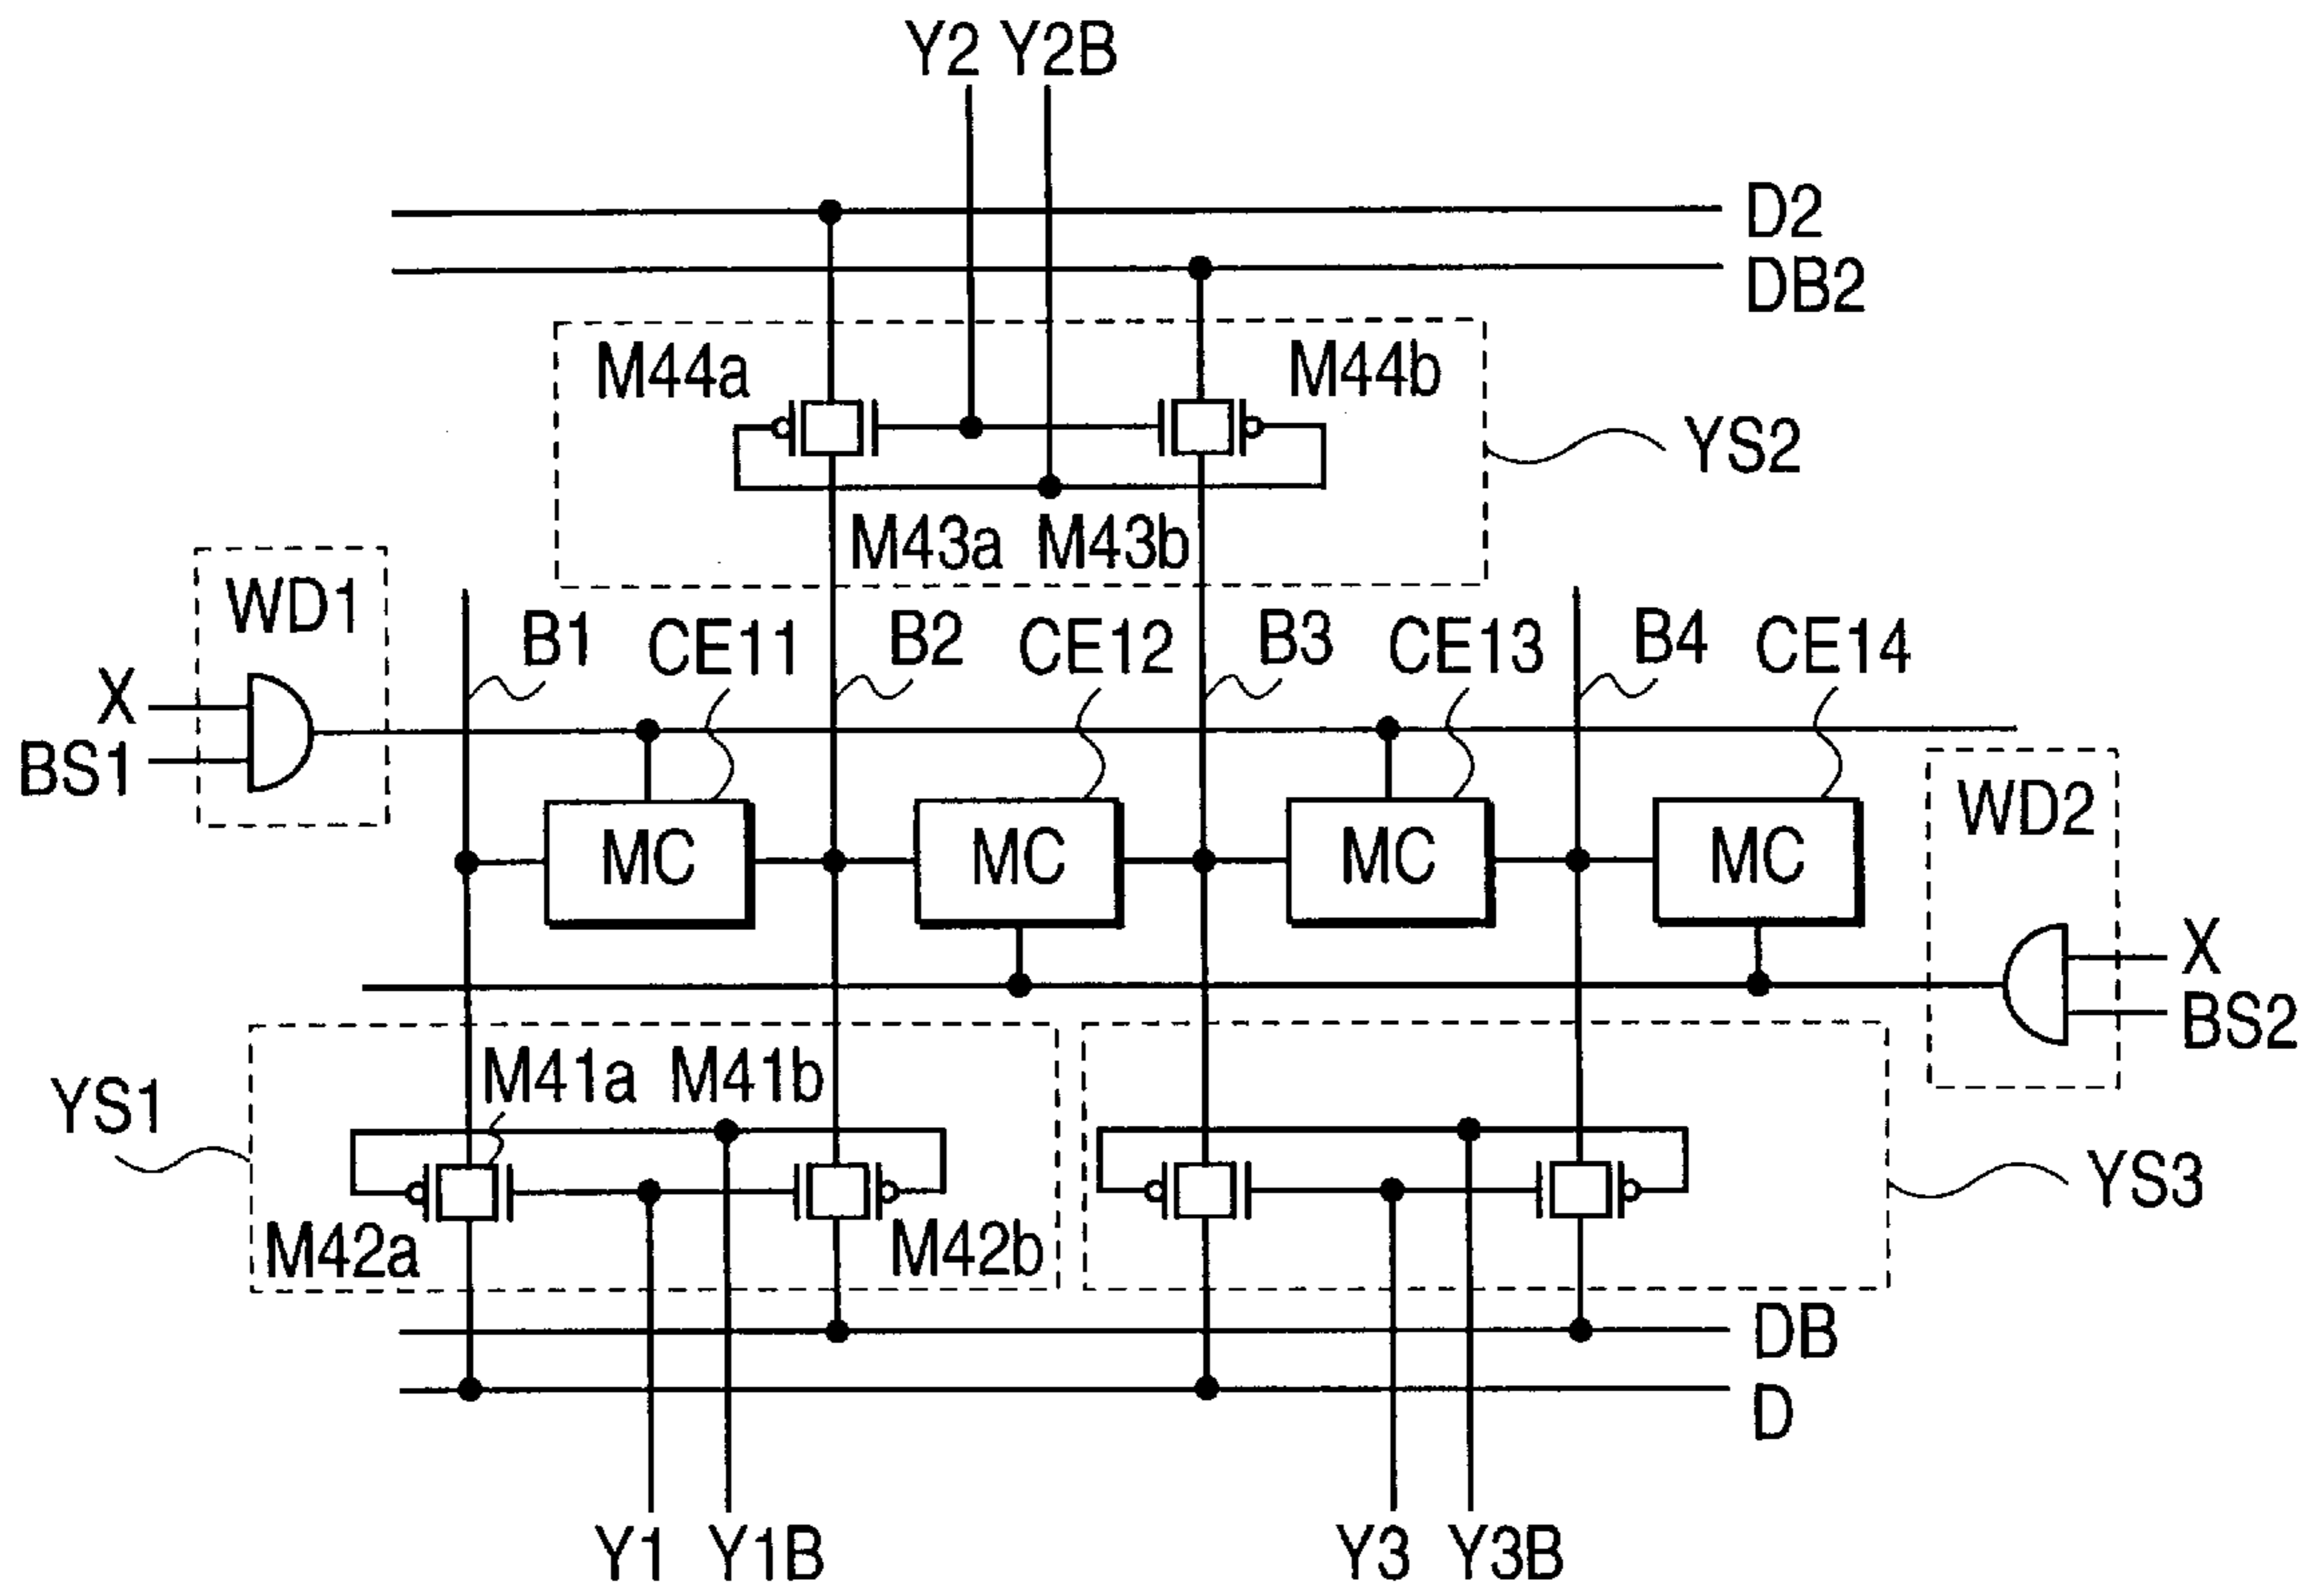 Y2 Y2B
D2
DB2
M44a M44b
YS2
M43a M43b
WD1
B1 CE11 B2 CE12 B3 CE13 B4 CE14
X
BS1
WD2
MC MC MC MC
X
BS2
M41a M41b
YS1
YS3
M42a M42b
DB
D
Y1 Y1B Y3 Y3B